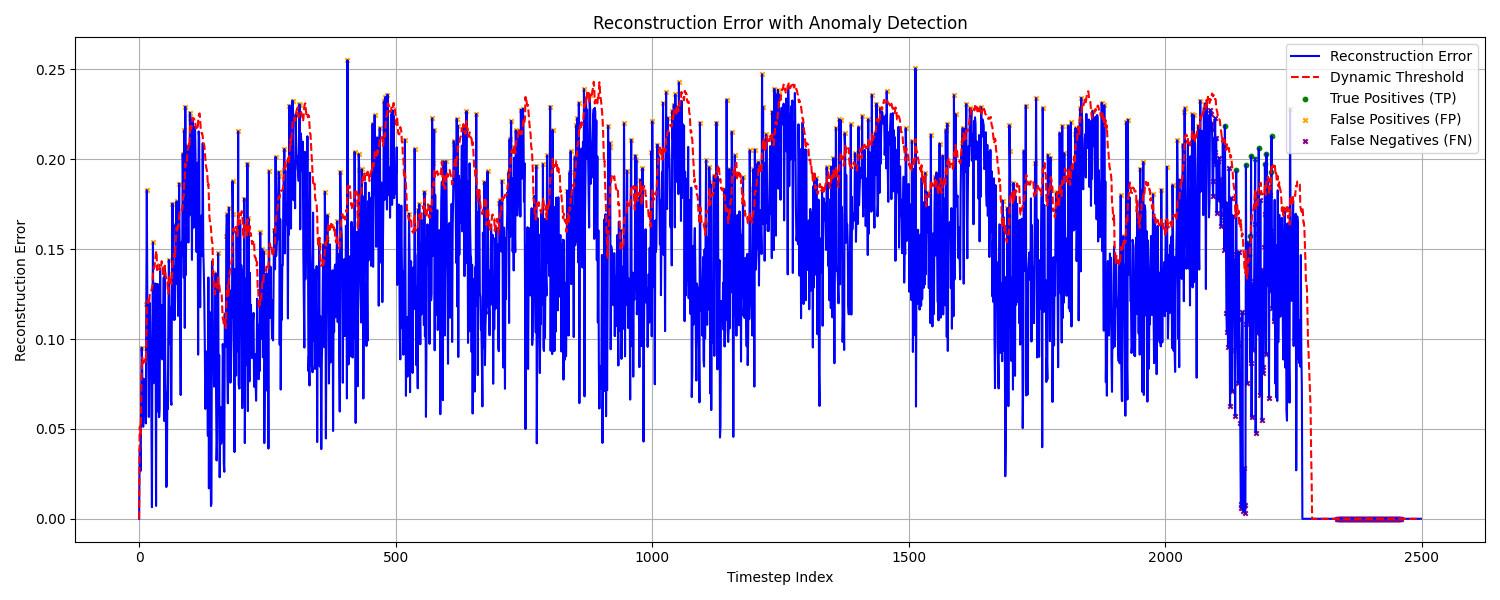 Reconstruction Error with Anomaly Detection
Reconstruction Error
0.25
0.20
0.15
0.10
0.05
0.00
Reconstruction Error
Dynamic Threshold
True Positives (TP)
False Positives (FP)
False Negatives (FN)
0
500
1000
1500
2000
2500
Timestep Index